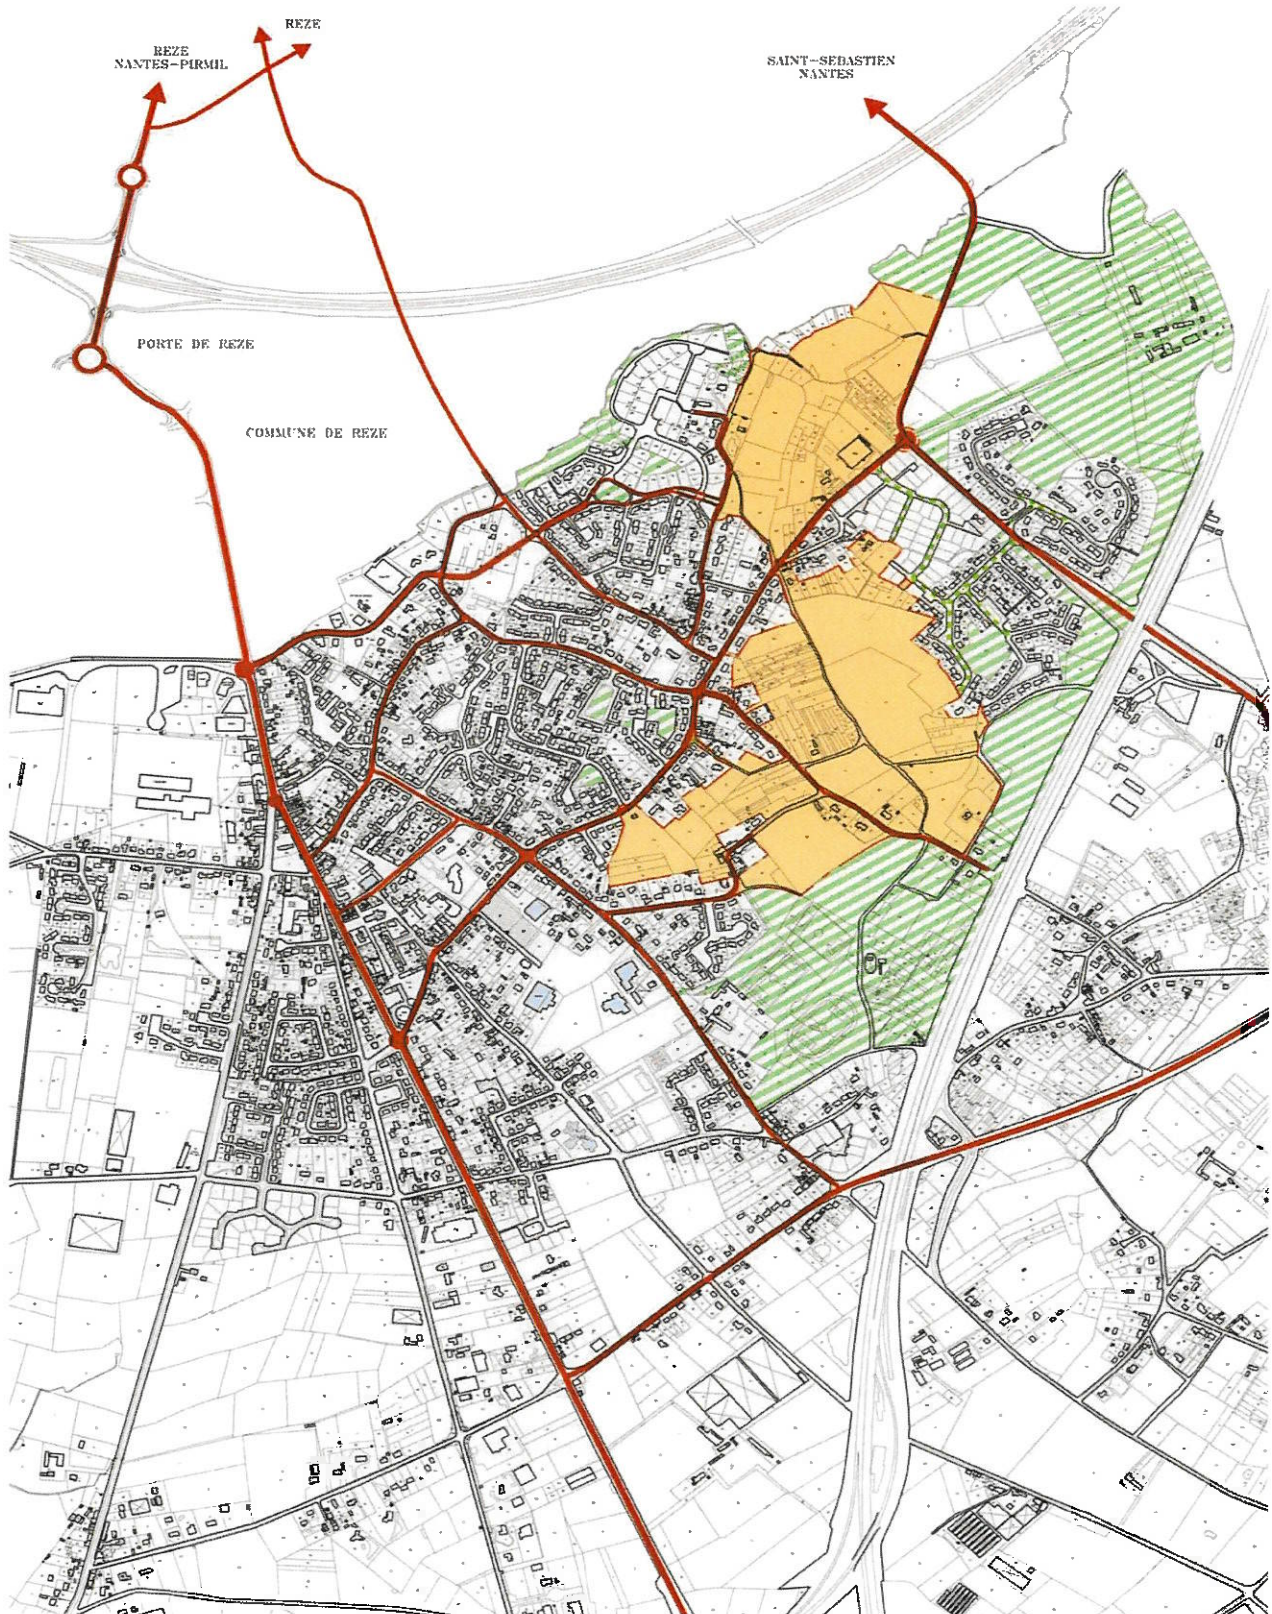 REZE
REZE
NANTES-PIRMIL
SAINT-SEBASTIEN
NANTES
PORTE DE REZE
COMMUNE DE REZE